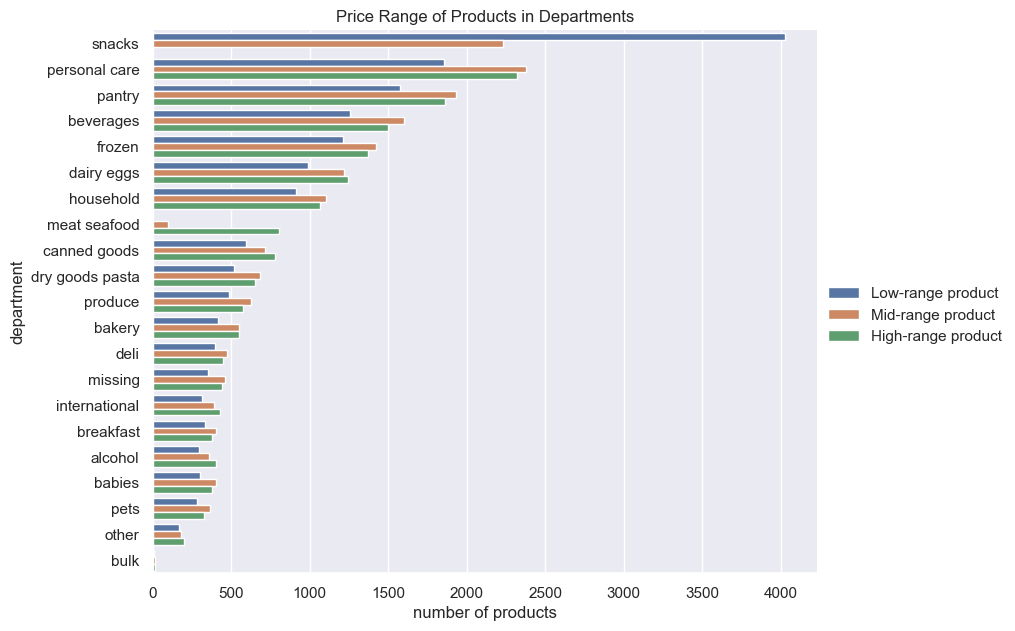 Price Range of Products in Departments
snacks
personal care
pantry
beverages
frozen
dairy eggs
household
meat seafood
canned goods
dry goods pasta
produce
bakery
deli
missing
international
breakfast
alcohol
babies
pets
other
bulk
department
0 500 1000 1500 2000 2500 3000 3500 4000
number of products
Low-range product
Mid-range product
High-range product